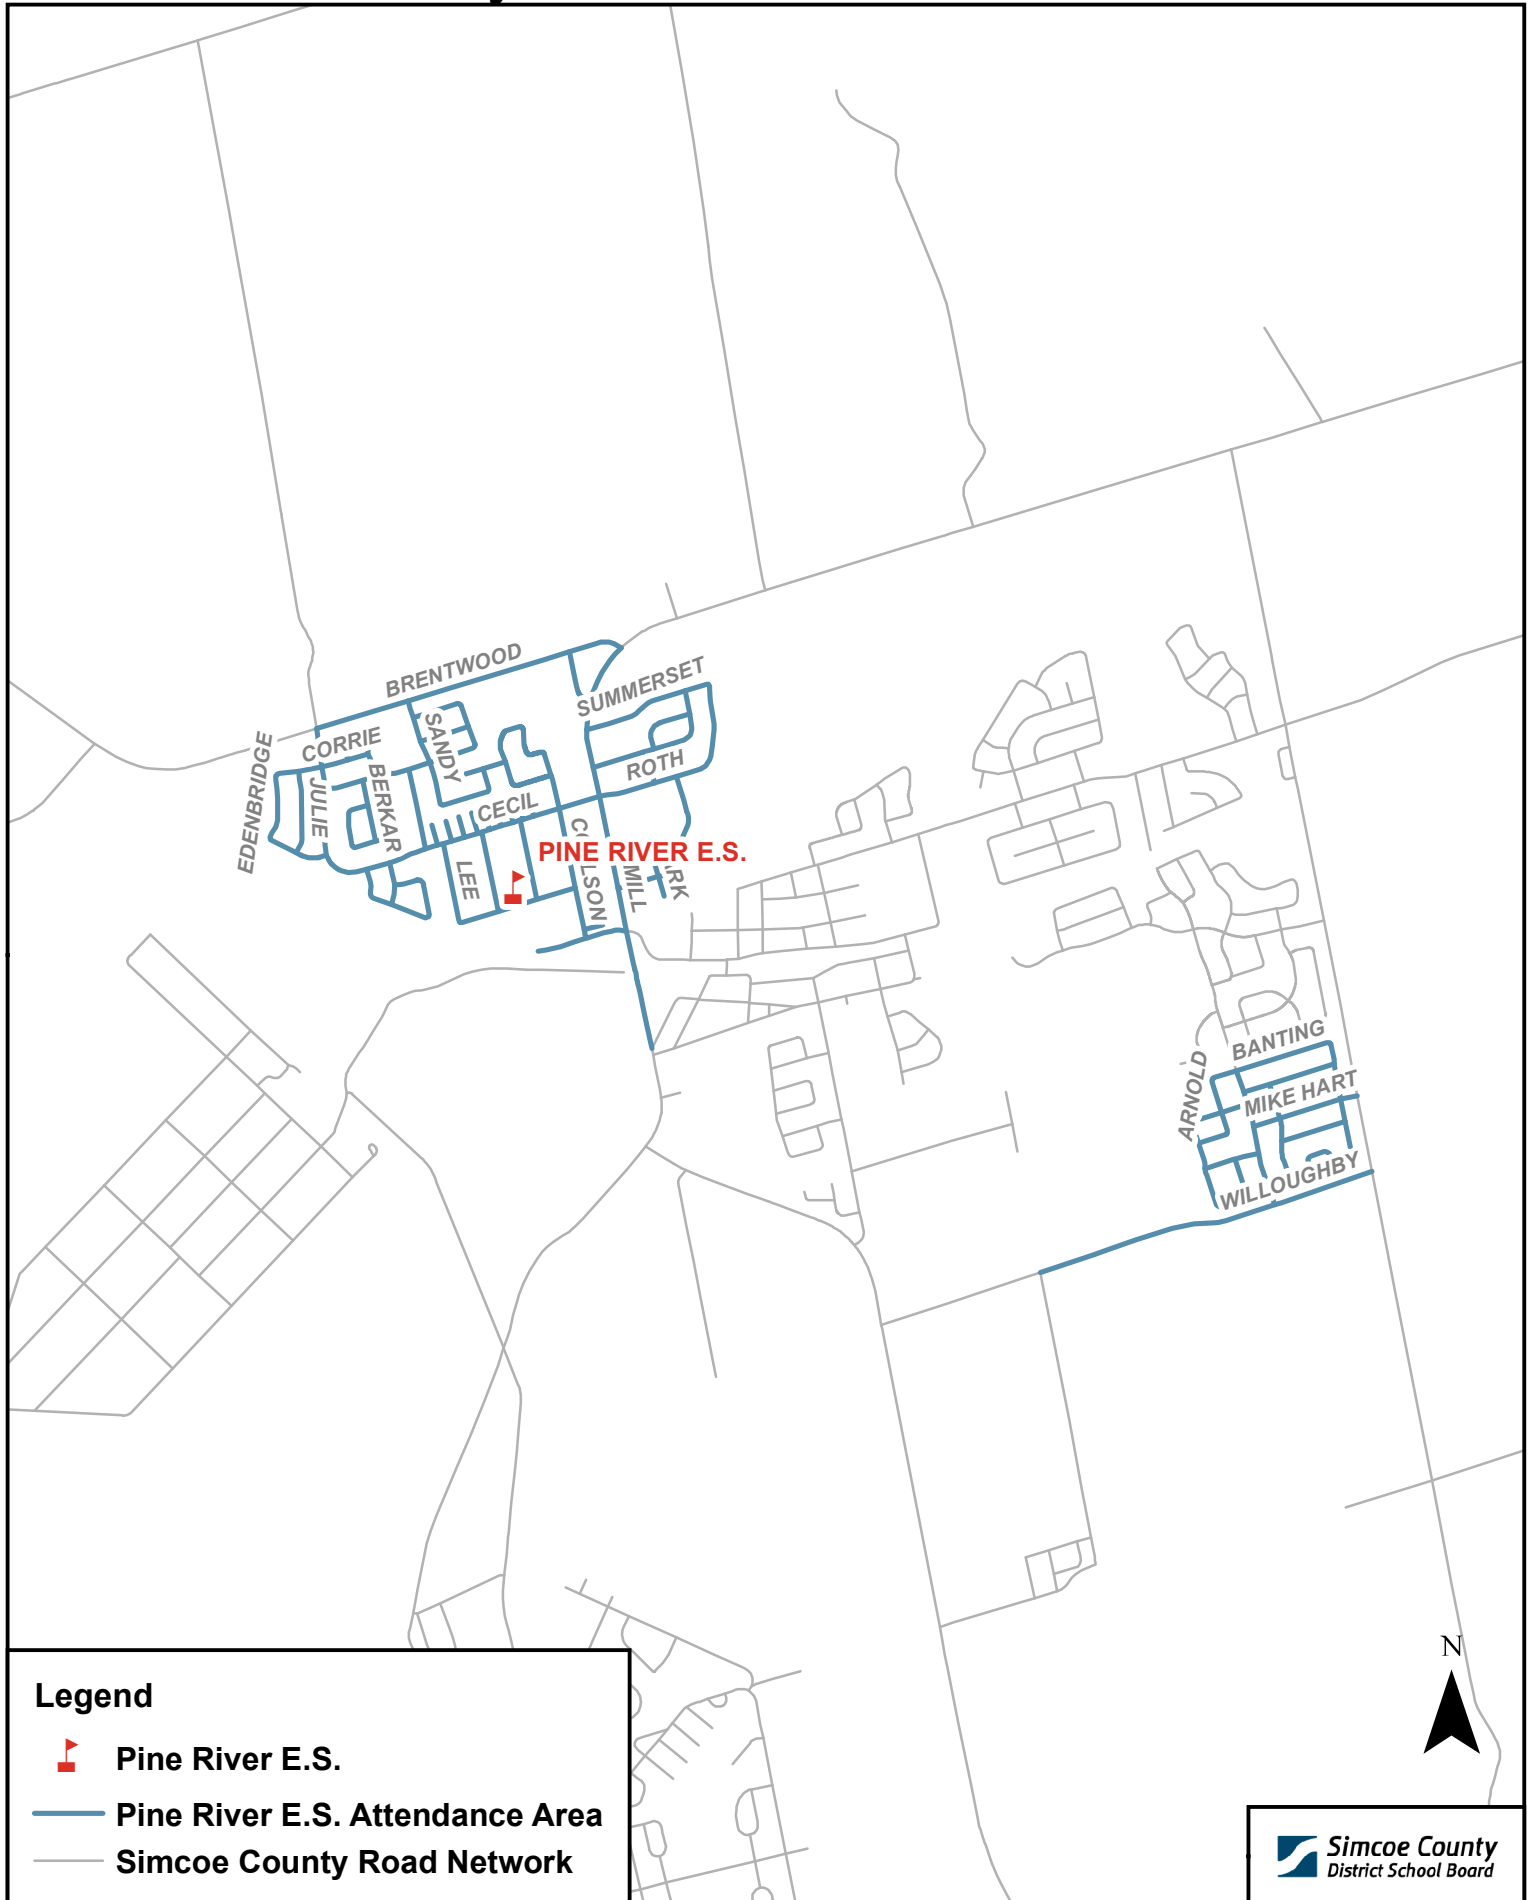 BRENTWOOD
SUMMERSET
CORRIE
SANDY
EDENBRIDGE
JULIE
BERKAR
ROTH
CECIL
PINE RIVER E.S.
LEE
MILL
BANTING
ARNOLD
MIKE HART
WILLOUGHBY
N
Legend
Pine River E.S.
Pine River E.S. Attendance Area
Simcoe County Road Network
Simcoe County
District School Board